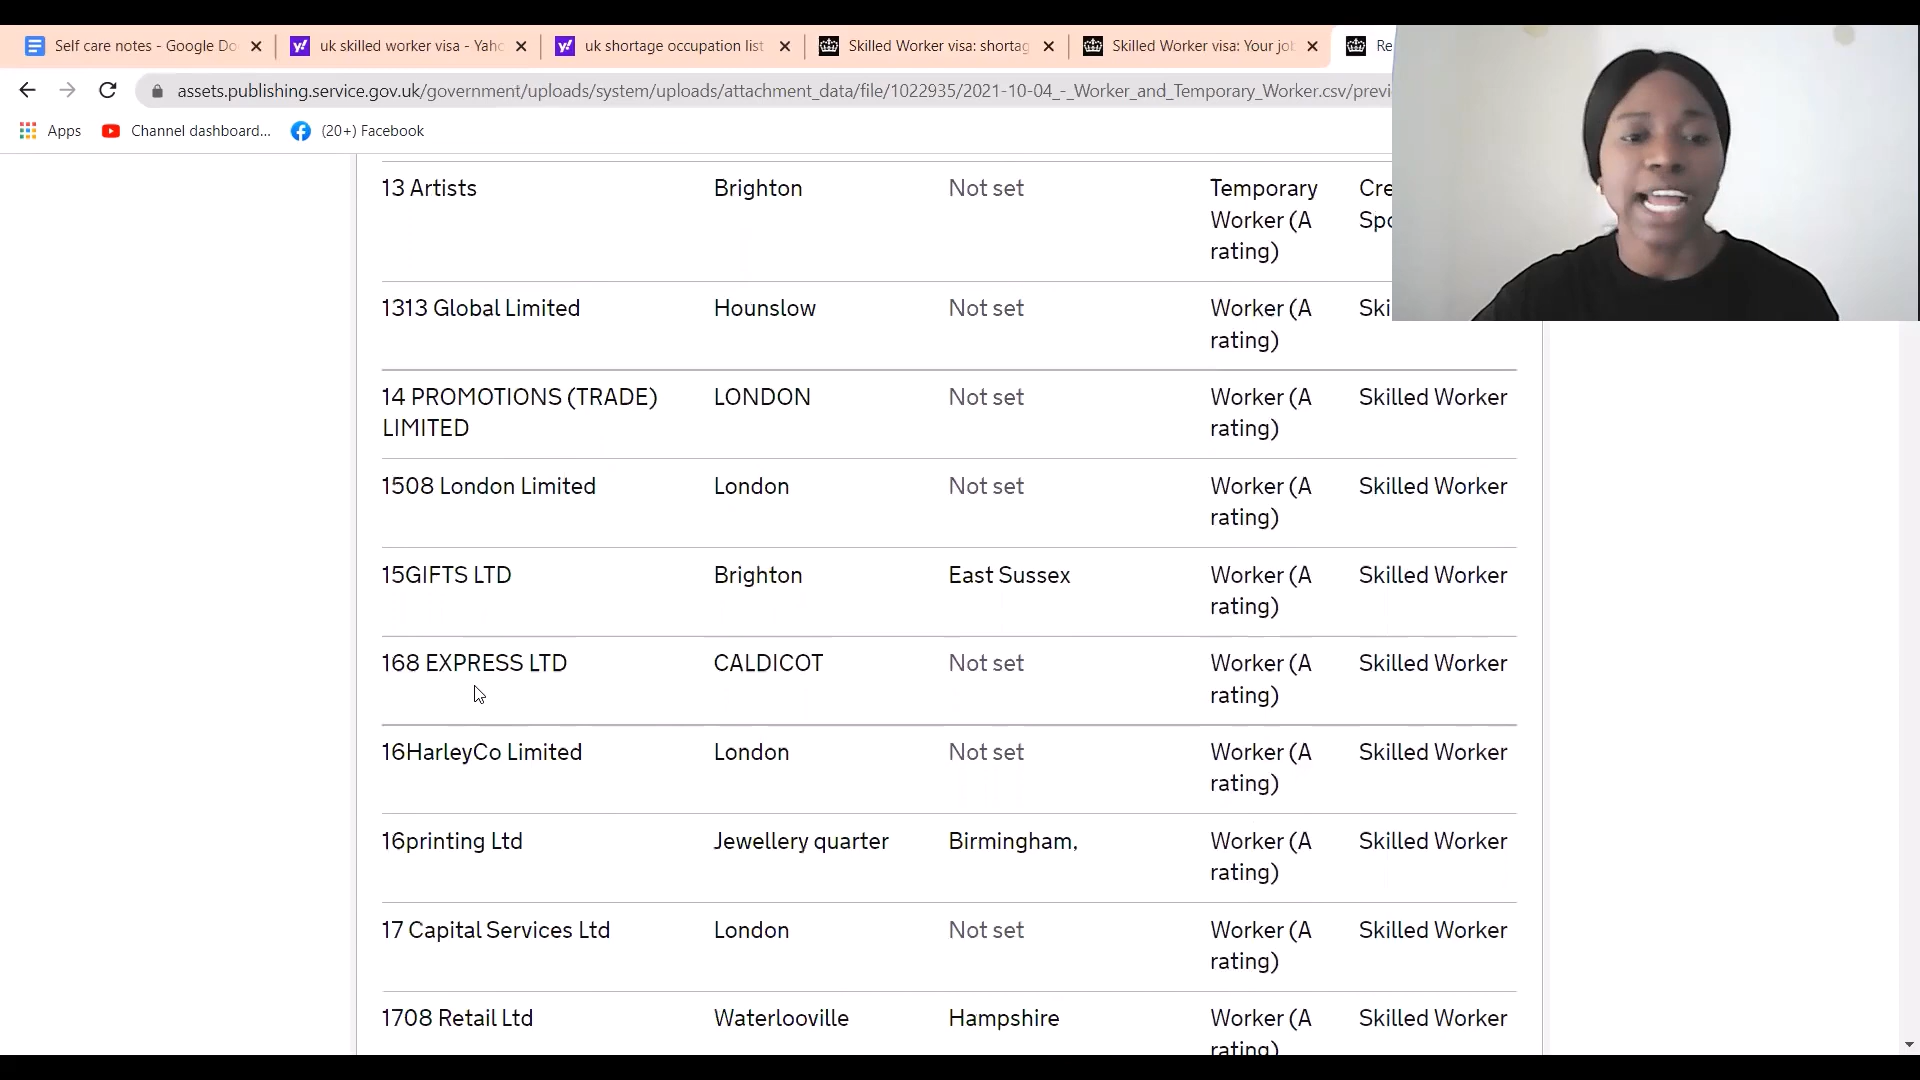 Self care notes - Google Do
uk skilled worker visa - Yaho
uk shortage occupation list
Skilled Worker visa: shortag
Skilled Worker visa: Your job
Re
assets.publishing.service.gov.uk/government/uploads/system/uploads/attachment_data/file/1022935/2021-10-04_-_Worker_and_Temporary_Worker.csv/previ
Apps
Channel dashboard...
(20+) Facebook
13 Artists
Brighton
Not set
Temporary
Worker (A
rating)
Cre
Spo
1313 Global Limited
Hounslow
Not set
Worker (A
rating)
Ski
14 PROMOTIONS (TRADE)
LIMITED
LONDON
Not set
Worker (A
rating)
Skilled Worker
1508 London Limited
London
Not set
Worker (A
rating)
Skilled Worker
15GIFTS LTD
Brighton
East Sussex
Worker (A
rating)
Skilled Worker
168 EXPRESS LTD
CALDICOT
Not set
Worker (A
rating)
Skilled Worker
16HarleyCo Limited
London
Not set
Worker (A
rating)
Skilled Worker
16printing Ltd
Jewellery quarter
Birmingham,
Worker (A
rating)
Skilled Worker
17 Capital Services Ltd
London
Not set
Worker (A
rating)
Skilled Worker
1708 Retail Ltd
Waterlooville
Hampshire
Worker (A
rating)
Skilled Worker